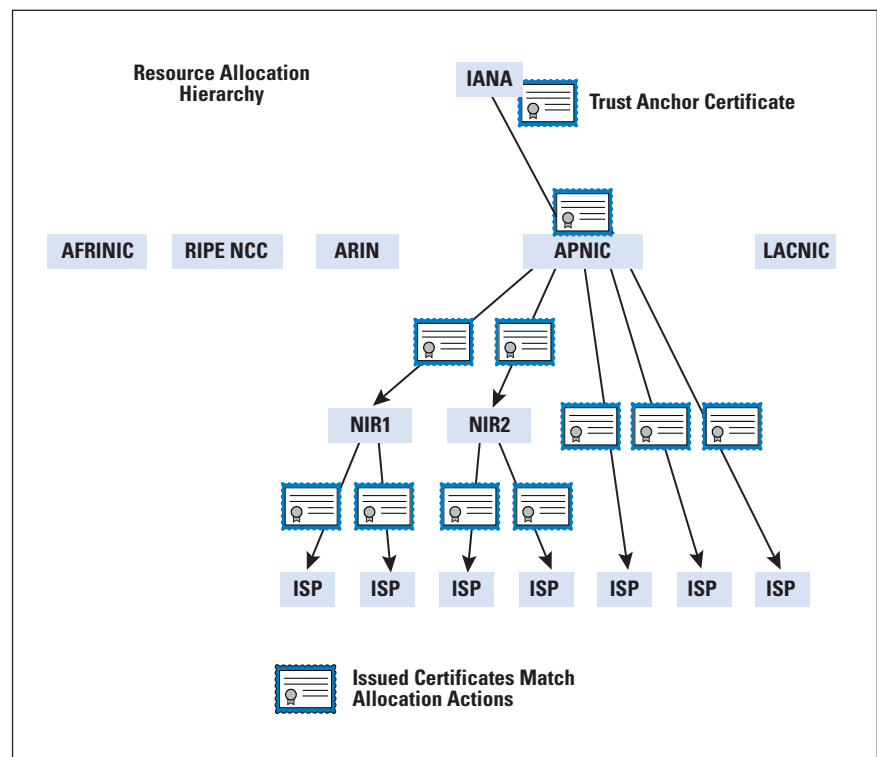 Resource Allocation
Hierarchy
IANA
Trust Anchor Certificate
AFRINIC
RIPE NCC
ARIN
APNIC
LACNIC
NIR1
NIR2
ISP
ISP
ISP
ISP
ISP
ISP
ISP
Issued Certificates Match
Allocation Actions